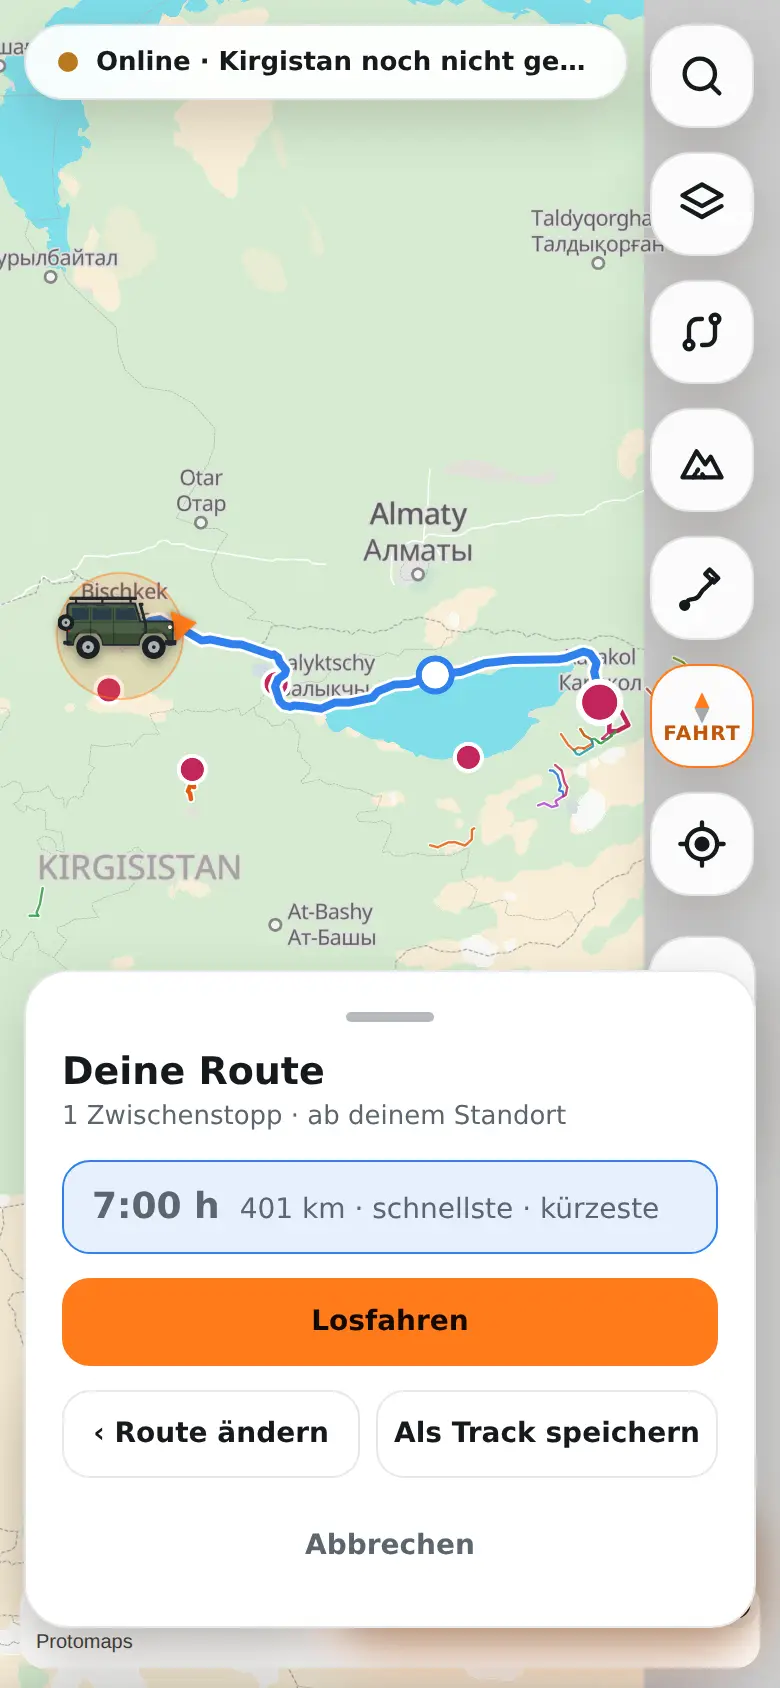 Online · Kirgistan noch nicht ge…
Taldyqorgha
Талдықорған
урылбайтал
Otar
Отар
Almaty
Алматы
Bischkek
alyktschy
алыкчы
akol
кол
FAHRT
KIRGISISTAN
At-Bashy
Ат-Башы
Deine Route
1 Zwischenstopp · ab deinem Standort
7:00 h 401 km · schnellste · kürzeste
Losfahren
‹ Route ändern
Als Track speichern
Abbrechen
Protomaps